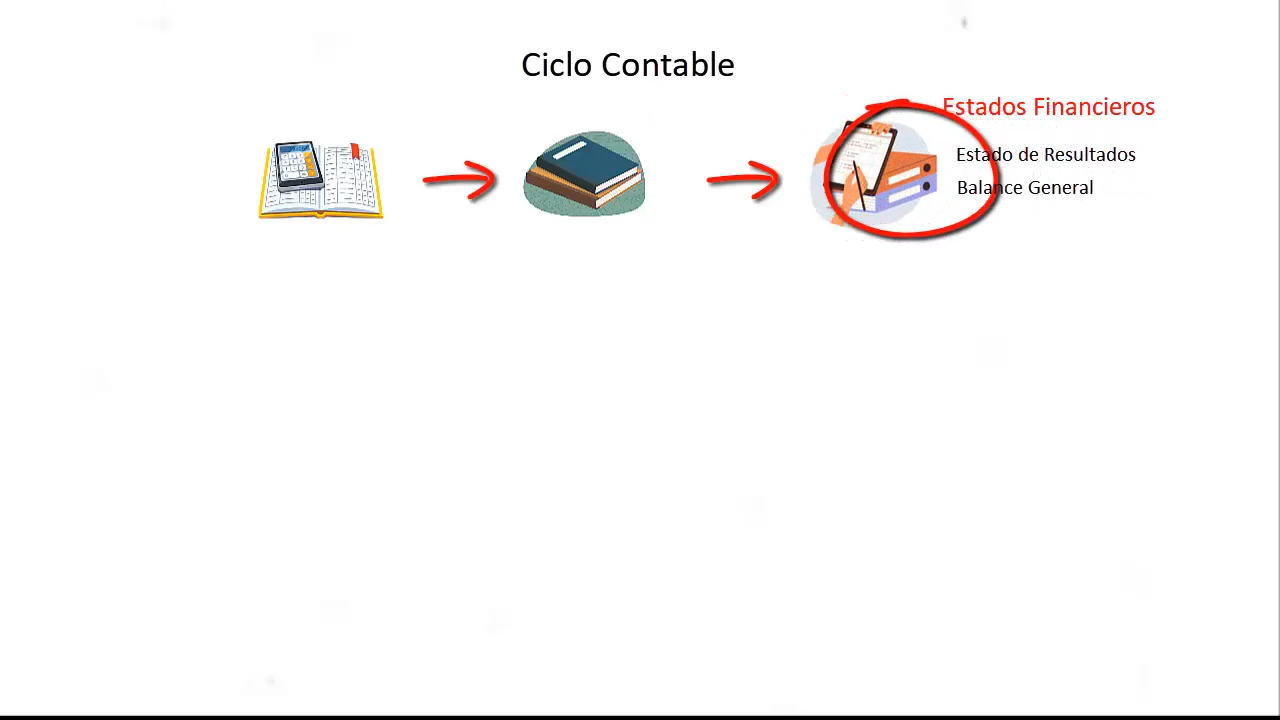 Ciclo Contable
Estados Financieros
Estado de Resultados
Balance General